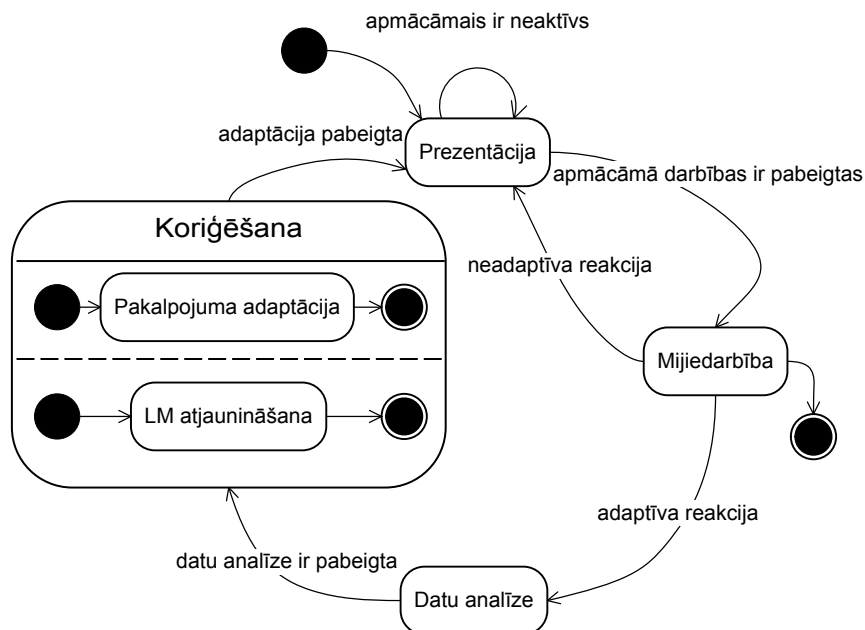 apmācāmais ir neaktīvs
adaptācija pabeigta
Prezentācija
apmācāmā darbības ir pabeigtas
Koriģēšana
neadaptīva reakcija
Pakalpojuma adaptācija
Mijiedarbība
LM atjaunināšana
adaptīva reakcija
datu analīze ir pabeigta
Datu analīze